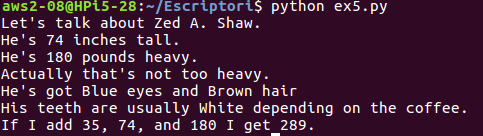 aws2-08@HPi5-28:~/Escriptori$ python ex5.py
Let's talk about Zed A. Shaw.
He's 74 inches tall.
He's 180 pounds heavy.
Actually that's not too heavy.
He's got Blue eyes and Brown hair
His teeth are usually White depending on the coffee.
If I add 35, 74, and 180 I get 289.